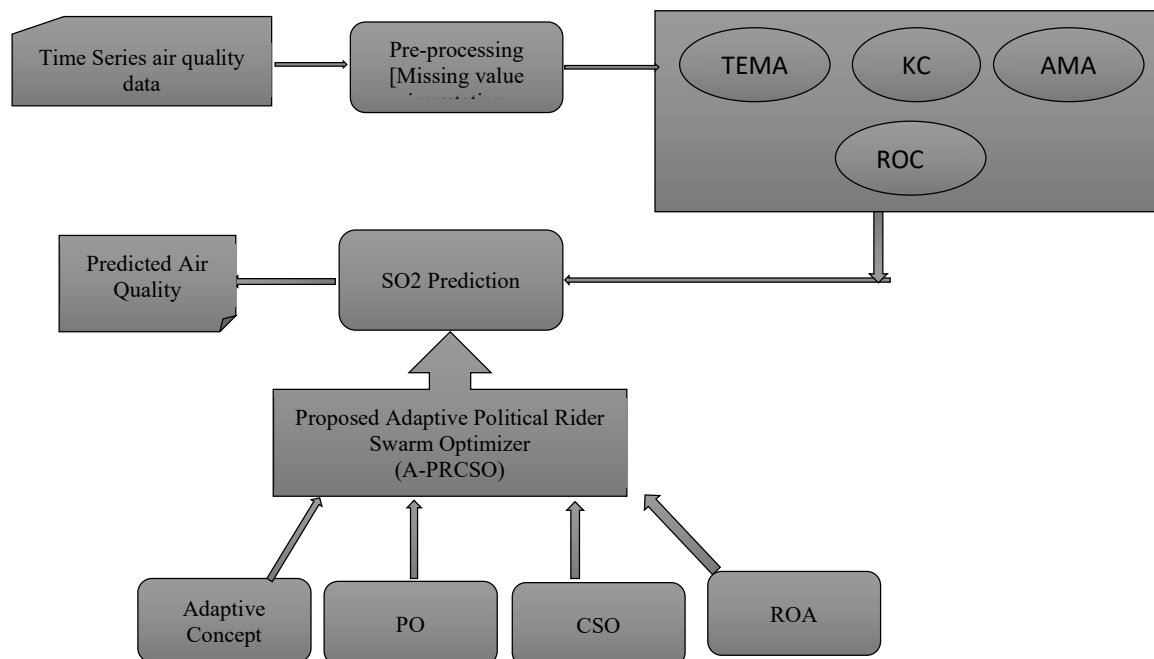 Time Series air quality
data
Pre-processing
[Missing value
TEMA
KC
AMA
ROC
Predicted Air
Quality
SO2 Prediction
Proposed Adaptive Political Rider
Swarm Optimizer
(A-PRCSO)
Adaptive
Concept
PO
CSO
ROA